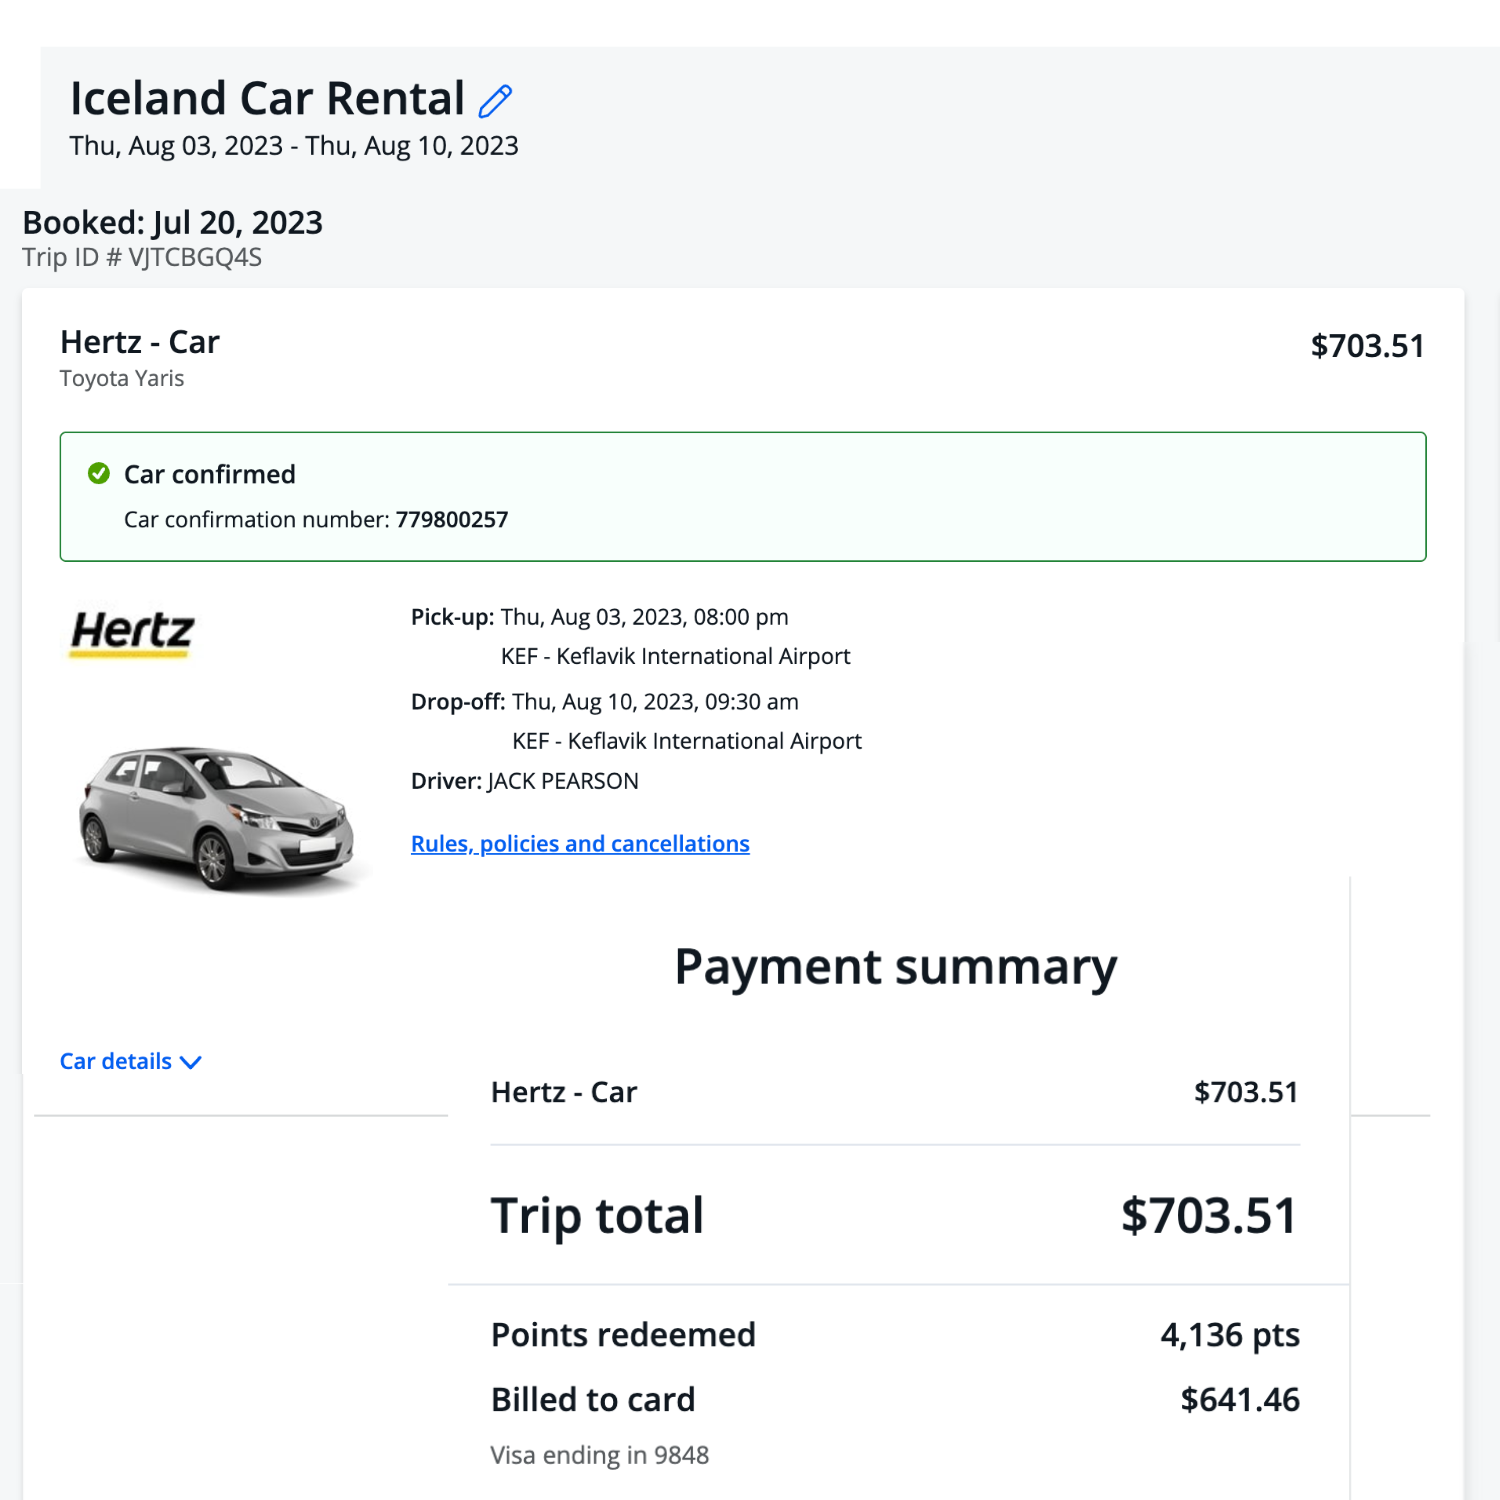 Iceland Car Rental
Thu, Aug 03, 2023 - Thu, Aug 10, 2023
Booked: Jul 20, 2023
Trip ID # VJTCBGQ4S
Hertz - Car
$703.51
Toyota Yaris
Car confirmed
Car confirmation number: 779800257
Hertz
Pick-up: Thu, Aug 03, 2023, 08:00 pm
KEF - Keflavik International Airport
Drop-off: Thu, Aug 10, 2023, 09:30 am
KEF - Keflavik International Airport
Driver: JACK PEARSON
Rules, policies and cancellations
Payment summary
Car details
Hertz - Car $703.51
Trip total $703.51
Points redeemed 4,136 pts
Billed to card $641.46
Visa ending in 9848